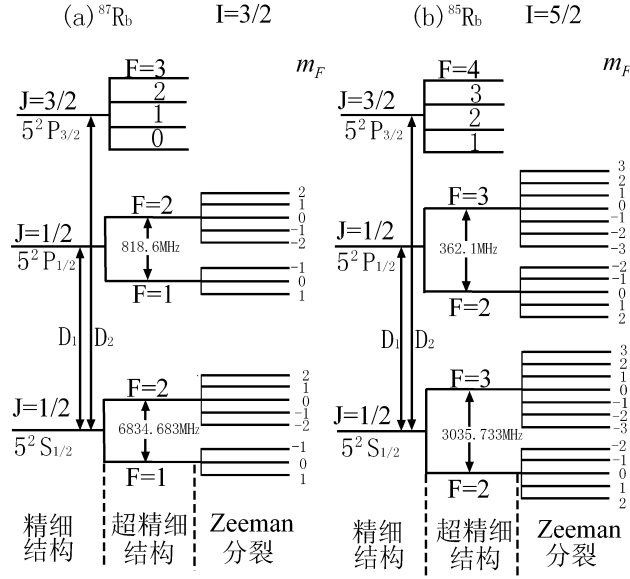 (a) ⁸⁷Rb I=3/2
m_F
F=3
2
1
0
J=3/2
5²P₃/₂
F=2
818.6MHz
F=1
J=1/2
5²P₁/₂
2
1
0
-1
-2
-1
0
1
D₁
D₂
F=2
6834.683MHz
F=1
J=1/2
5²S₁/₂
2
1
0
-1
-2
-1
0
1
精细
结构
超精细
结构
Zeeman
分裂
(b) ⁸⁵Rb I=5/2
m_F
F=4
3
2
1
J=3/2
5²P₃/₂
F=3
362.1MHz
F=2
J=1/2
5²P₁/₂
3
2
1
0
-1
-2
-3
-2
-1
0
1
2
D₁
D₂
F=3
3035.733MHz
F=2
J=1/2
5²S₁/₂
3
2
1
0
-1
-2
-3
-2
-1
0
1
2
精细
结构
超精细
结构
Zeeman
分裂